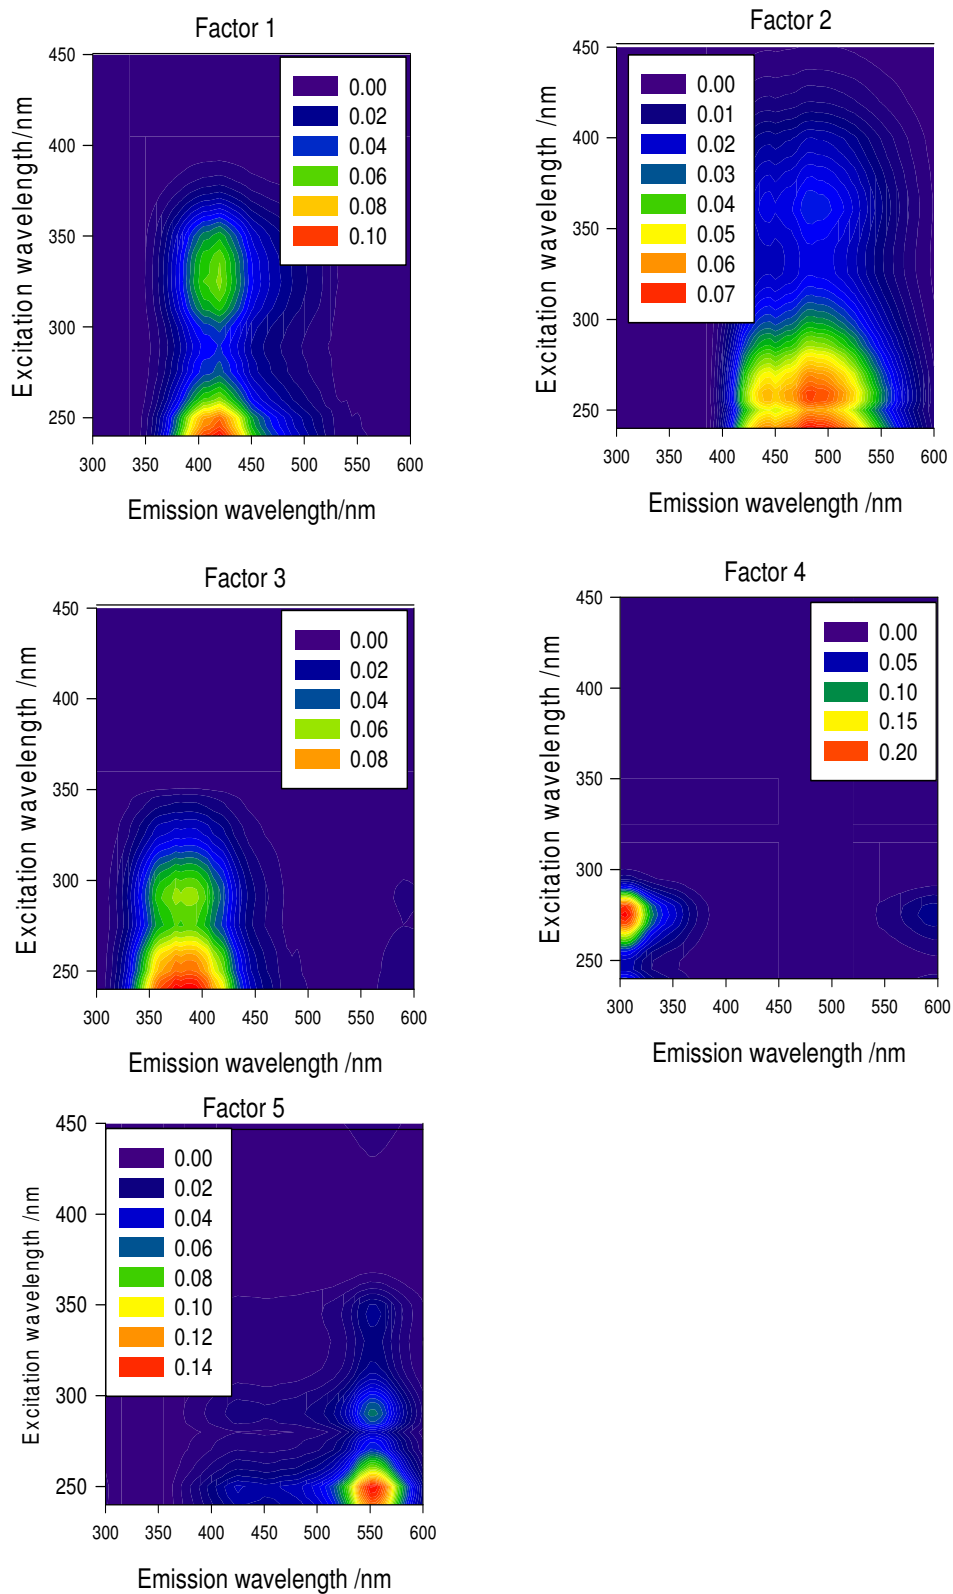 Factor 1
450
400
350
300
250
Excitation wavelength/nm
0.00
0.02
0.04
0.06
0.08
0.10
300 350 400 450 500 550 600
Emission wavelength/nm
Factor 2
450
400
350
300
250
Excitation wavelength /nm
0.00
0.01
0.02
0.03
0.04
0.05
0.06
0.07
300 350 400 450 500 550 600
Emission wavelength /nm
Factor 3
450
400
350
300
250
Excitation wavelength /nm
0.00
0.02
0.04
0.06
0.08
300 350 400 450 500 550 600
Emission wavelength /nm
Factor 4
450
400
350
300
250
Excitation wavelength /nm
0.00
0.05
0.10
0.15
0.20
300 350 400 450 500 550 600
Emission wavelength /nm
Factor 5
450
400
350
300
250
Excitation wavelength /nm
0.00
0.02
0.04
0.06
0.08
0.10
0.12
0.14
300 350 400 450 500 550 600
Emission wavelength /nm